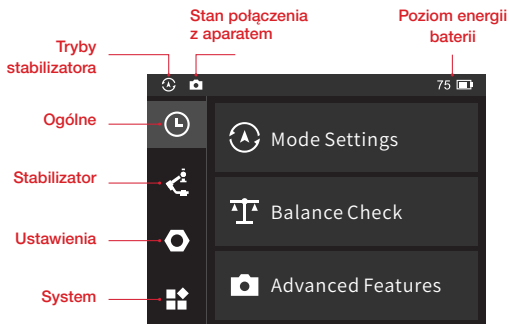 Stan połączenia
z aparatem
Poziom energii
baterii
Tryby
stabilizatora
75
Ogólne
Mode Settings
Stabilizator
Balance Check
Ustawienia
Advanced Features
System